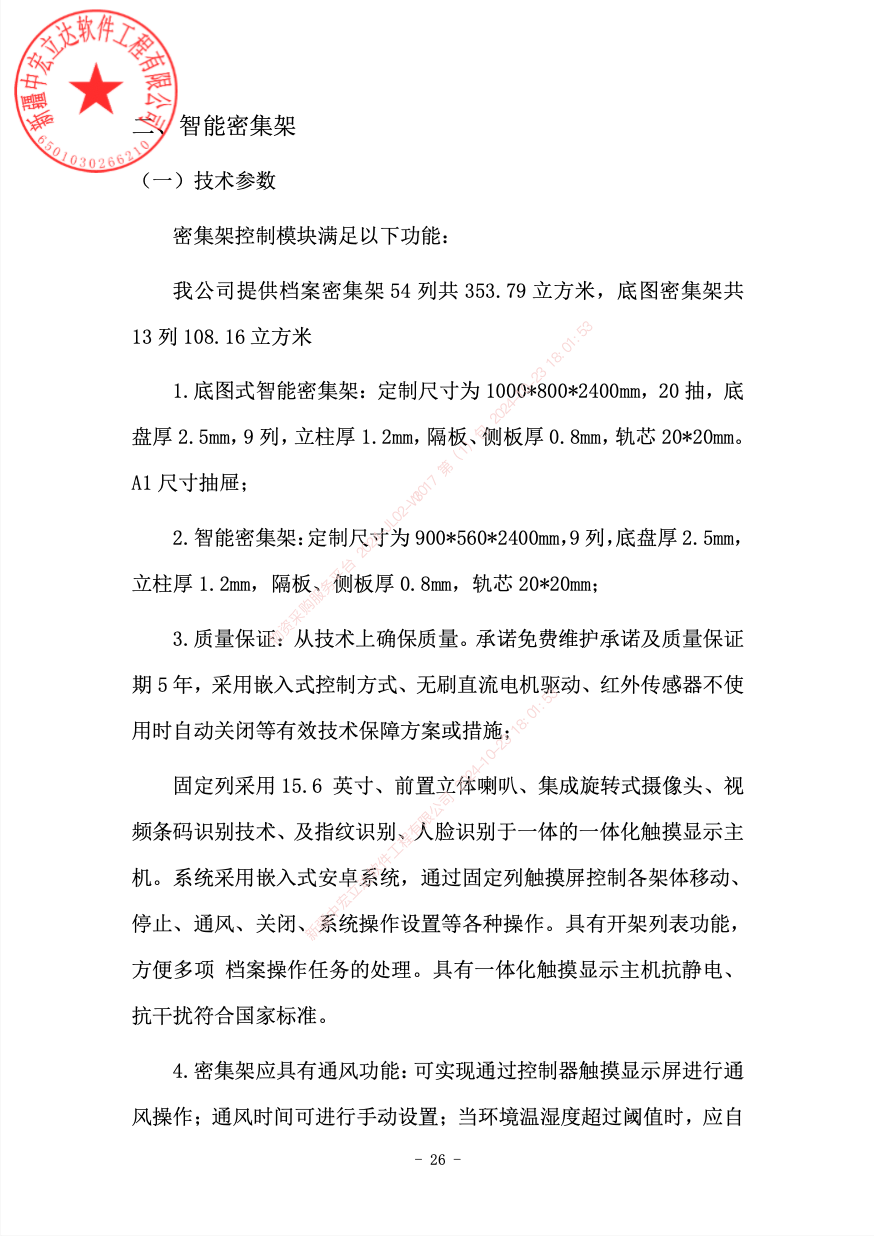 新疆中宏立达软件工程有限公司
6501030266210
二、智能密集架
（一）技术参数
密集架控制模块满足以下功能：
我公司提供档案密集架 54 列共 353.79 立方米，底图密集架共
13 列 108.16 立方米
1.底图式智能密集架：定制尺寸为 1000*800*2400mm，20 抽，底
盘厚 2.5mm，9 列，立柱厚 1.2mm，隔板、侧板厚 0.8mm，轨芯 20*20mm。
A1 尺寸抽屉；
2.智能密集架：定制尺寸为 900*560*2400mm，9 列，底盘厚 2.5mm，
立柱厚 1.2mm，隔板、侧板厚 0.8mm，轨芯 20*20mm；
3.质量保证：从技术上确保质量。承诺免费维护承诺及质量保证
期 5 年，采用嵌入式控制方式、无刷直流电机驱动、红外传感器不使
用时自动关闭等有效技术保障方案或措施；
固定列采用 15.6 英寸、前置立体喇叭、集成旋转式摄像头、视
频条码识别技术、及指纹识别、人脸识别于一体的一体化触摸显示主
机。系统采用嵌入式安卓系统，通过固定列触摸屏控制各架体移动、
停止、通风、关闭、系统操作设置等各种操作。具有开架列表功能，
方便多项 档案操作任务的处理。具有一体化触摸显示主机抗静电、
抗干扰符合国家标准。
4.密集架应具有通风功能：可实现通过控制器触摸显示屏进行通
风操作；通风时间可进行手动设置；当环境温湿度超过阈值时，应自
- 26 -